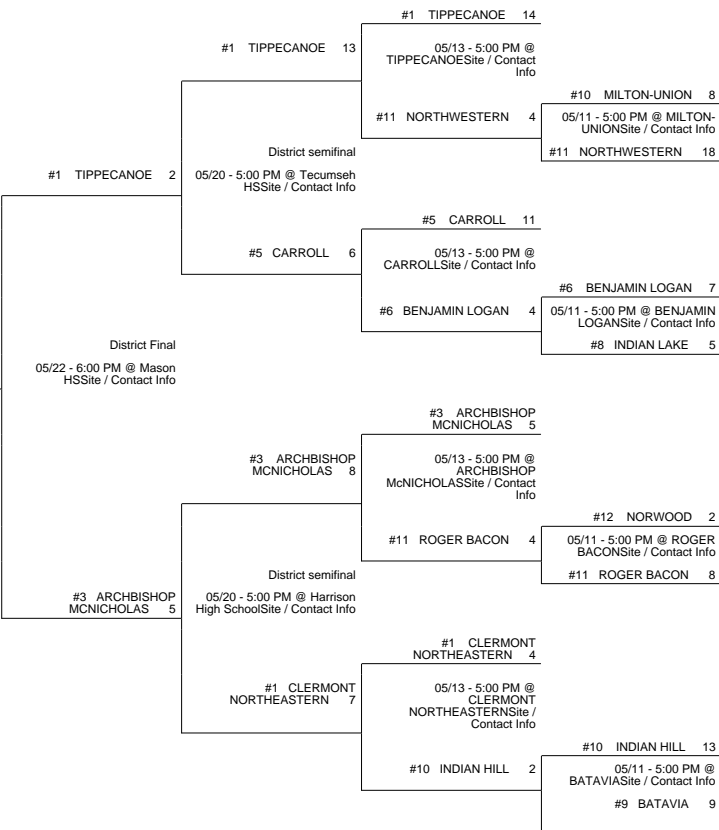 #1 TIPPECANOE 14
#1 TIPPECANOE 13
05/13 - 5:00 PM @
TIPPECANOESite / Contact
Info
#10 MILTON-UNION 8
#11 NORTHWESTERN 4
05/11 - 5:00 PM @ MILTON-
UNIONSite / Contact Info
#11 NORTHWESTERN 18
District semifinal
#1 TIPPECANOE 2
05/20 - 5:00 PM @ Tecumseh
HSSite / Contact Info
#5 CARROLL 11
#5 CARROLL 6
05/13 - 5:00 PM @
CARROLLSite / Contact Info
#6 BENJAMIN LOGAN 7
#6 BENJAMIN LOGAN 4
05/11 - 5:00 PM @ BENJAMIN
LOGANSite / Contact Info
#8 INDIAN LAKE 5
District Final
05/22 - 6:00 PM @ Mason
HSSite / Contact Info
#3 ARCHBISHOP
MCNICHOLAS 5
#3 ARCHBISHOP
MCNICHOLAS 8
05/13 - 5:00 PM @
ARCHBISHOP
McNICHOLASSite / Contact
Info
#12 NORWOOD 2
#11 ROGER BACON 4
05/11 - 5:00 PM @ ROGER
BACONSite / Contact Info
#11 ROGER BACON 8
District semifinal
#3 ARCHBISHOP
MCNICHOLAS 5
05/20 - 5:00 PM @ Harrison
High SchoolSite / Contact Info
#1 CLERMONT
NORTHEASTERN 4
#1 CLERMONT
NORTHEASTERN 7
05/13 - 5:00 PM @
CLERMONT
NORTHEASTERNSite /
Contact Info
#10 INDIAN HILL 13
#10 INDIAN HILL 2
05/11 - 5:00 PM @
BATAVIASite / Contact Info
#9 BATAVIA 9